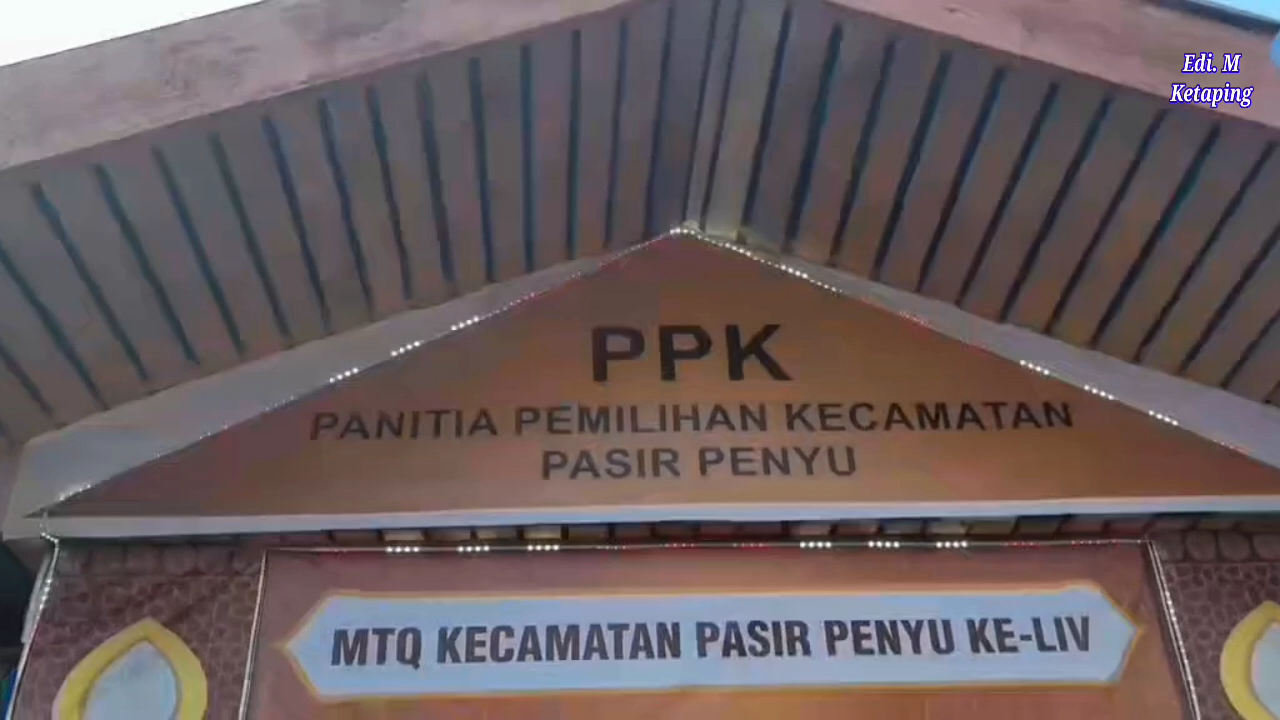 Edi. M
Ketaping
PPK
PANITIA PEMILIHAN KECAMATAN
PASIR PENYU
MTQ KECAMATAN PASIR PENYU KE-LIV